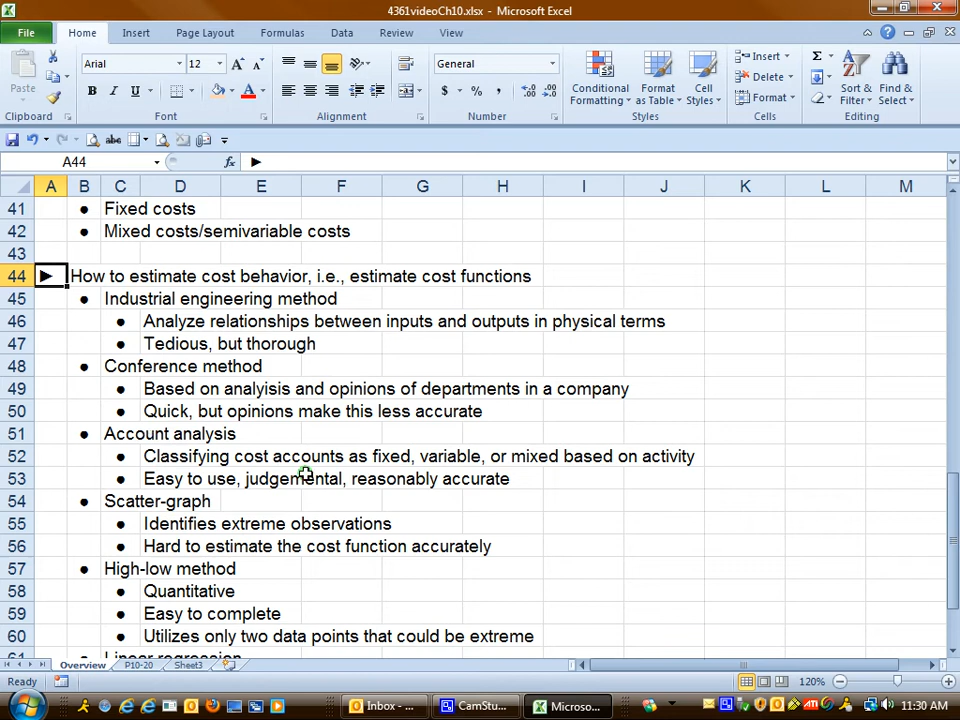 4361videoCh10.xlsx - Microsoft Excel
File Home Insert Page Layout Formulas Data Review View
Paste Arial 12 A A General Conditional Formatting Format as Table Cell Styles Insert Delete Format Sort & Filter Find & Select
B I U $ % ,
Clipboard Font Alignment Number Styles Cells Editing
A44 fx ►
A B C D E F G H I J K L M
41 ● Fixed costs
42 ● Mixed costs/semivariable costs
43
44 ► How to estimate cost behavior, i.e., estimate cost functions
45 ● Industrial engineering method
46 ● Analyze relationships between inputs and outputs in physical terms
47 ● Tedious, but thorough
48 ● Conference method
49 ● Based on analyisis and opinions of departments in a company
50 ● Quick, but opinions make this less accurate
51 ● Account analysis
52 ● Classifying cost accounts as fixed, variable, or mixed based on activity
53 ● Easy to use, judgemental, reasonably accurate
54 ● Scatter-graph
55 ● Identifies extreme observations
56 ● Hard to estimate the cost function accurately
57 ● High-low method
58 ● Quantitative
59 ● Easy to complete
60 ● Utilizes only two data points that could be extreme
61 ● Linear regression
Overview P10-20 Sheet3
Ready 120%
Inbox - ... CamStu... Microso... 11:30 AM